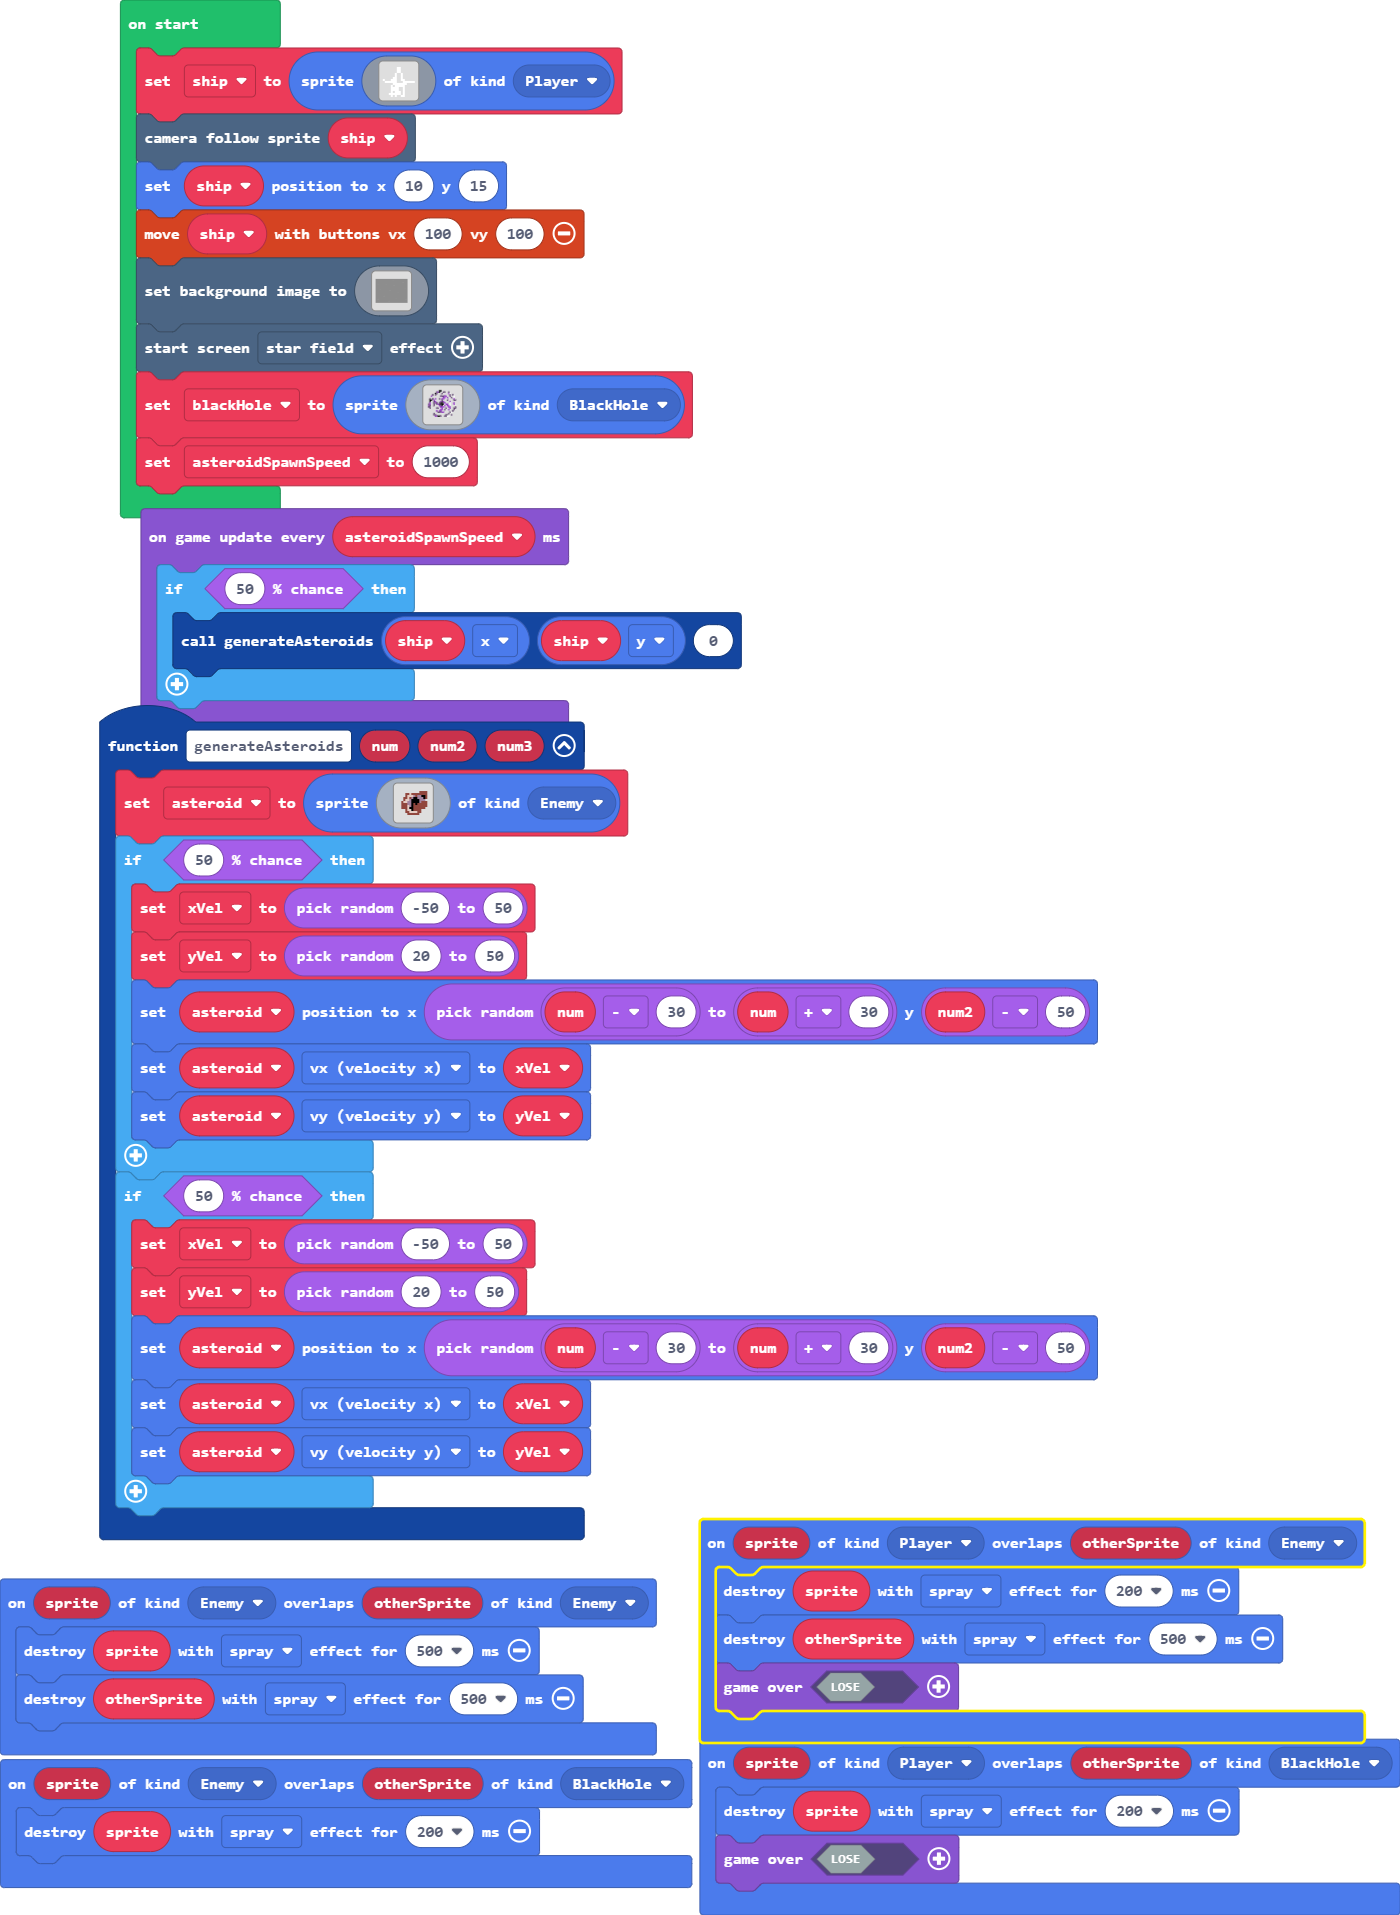 on start
set ship to sprite of kind Player
camera follow sprite ship
set ship position to x 10 y 15
move ship with buttons vx 100 vy 100
set background image to
start screen star field effect
set blackHole to sprite of kind BlackHole
set asteroidSpawnSpeed to 1000
on game update every asteroidSpawnSpeed ms
if 50 % chance then
call generateAsteroids ship x ship y 0
function generateAsteroids num num2 num3
set asteroid to sprite of kind Enemy
if 50 % chance then
set xVel to pick random -50 to 50
set yVel to pick random 20 to 50
set asteroid position to x pick random num - 30 to num + 30 y num2 - 50
set asteroid vx (velocity x) to xVel
set asteroid vy (velocity y) to yVel
if 50 % chance then
set xVel to pick random -50 to 50
set yVel to pick random 20 to 50
set asteroid position to x pick random num - 30 to num + 30 y num2 - 50
set asteroid vx (velocity x) to xVel
set asteroid vy (velocity y) to yVel
on sprite of kind Enemy overlaps otherSprite of kind Enemy
destroy sprite with spray effect for 500 ms
destroy otherSprite with spray effect for 500 ms
on sprite of kind Enemy overlaps otherSprite of kind BlackHole
destroy sprite with spray effect for 200 ms
on sprite of kind Player overlaps otherSprite of kind Enemy
destroy sprite with spray effect for 200 ms
destroy otherSprite with spray effect for 500 ms
game over LOSE
on sprite of kind Player overlaps otherSprite of kind BlackHole
destroy sprite with spray effect for 200 ms
game over LOSE